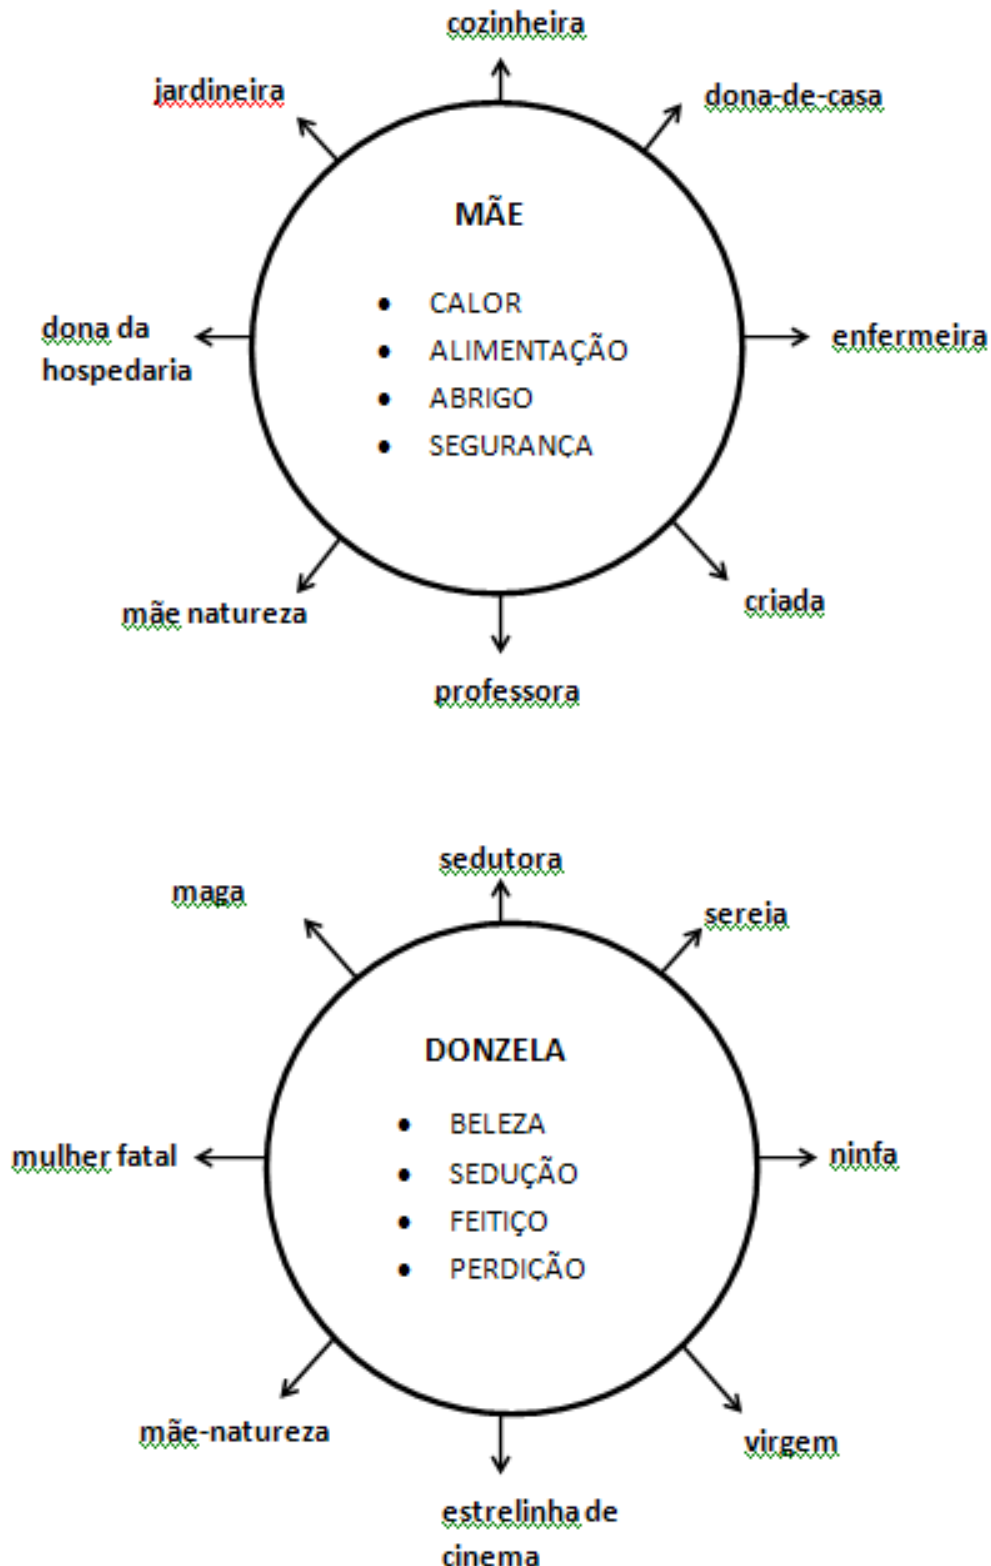 cozinheira
jardineira
dona-de-casa
MÃE
• CALOR
• ALIMENTAÇÃO
• ABRIGO
• SEGURANÇA
dona da
hospedaria
enfermeira
mãe natureza
criada
professora
sedutora
maga
sereia
DONZELA
• BELEZA
• SEDUÇÃO
• FEITIÇO
• PERDIÇÃO
mulher fatal
ninfa
mãe-natureza
virgem
estrelinha de
cinema